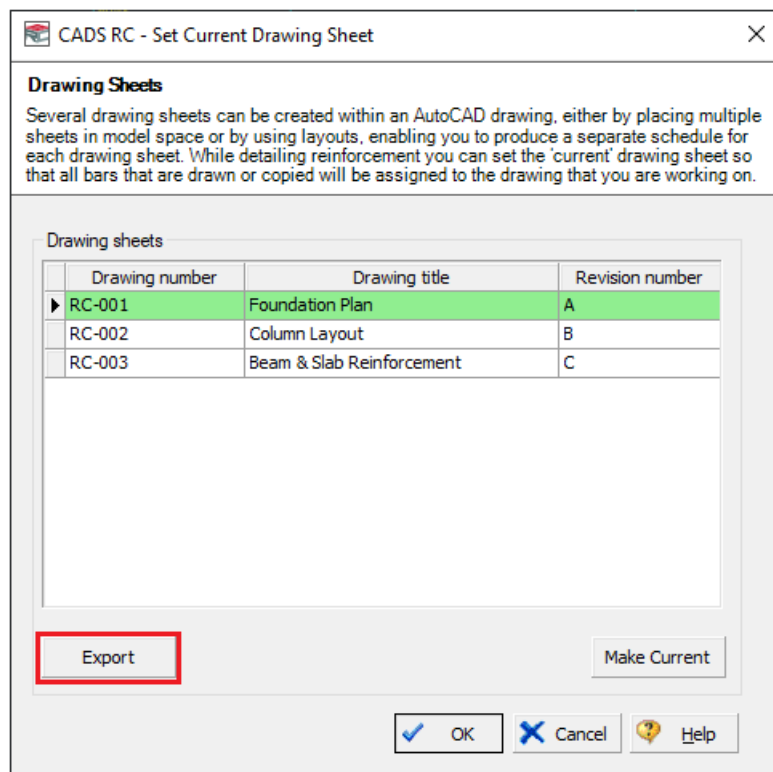 CADS RC - Set Current Drawing Sheet
Drawing Sheets
Several drawing sheets can be created within an AutoCAD drawing, either by placing multiple
sheets in model space or by using layouts, enabling you to produce a separate schedule for
each drawing sheet. While detailing reinforcement you can set the 'current' drawing sheet so
that all bars that are drawn or copied will be assigned to the drawing that you are working on.
Drawing sheets
Drawing number Drawing title Revision number
RC-001 Foundation Plan A
RC-002 Column Layout B
RC-003 Beam & Slab Reinforcement C
Export Make Current
OK Cancel Help